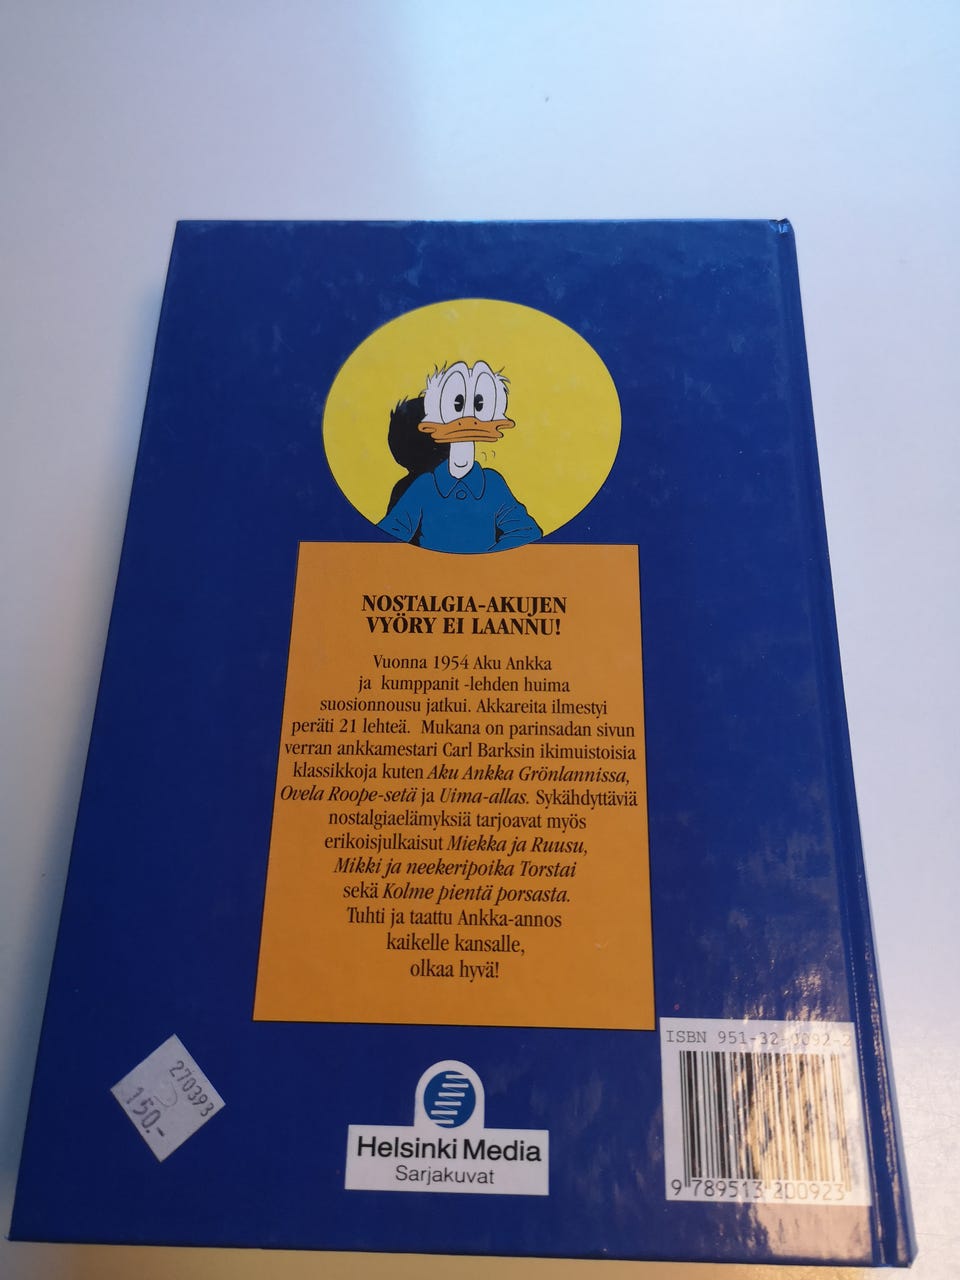 NOSTALGIA-AKUJEN
VYÖRY EI LAANNU!
Vuonna 1954 Aku Ankka
ja kumppanit -lehden huima
suosionnousu jatkui. Akkareita ilmestyi
peräti 21 lehteä. Mukana on parinsadan sivun
verran ankkamestari Carl Barksin ikimuistoisia
klassikkoja kuten Aku Ankka Grönlannissa,
Ovela Roope-setä ja Uima-allas. Sykähdyttäviä
nostalgiaelämyksiä tarjoavat myös
erikoisjulkaisut Miekka ja Ruusu,
Mikki ja neekeripoika Torstai
sekä Kolme pientä porsasta.
Tuhti ja taattu Ankka-annos
kaikelle kansalle,
olkaa hyvä!
ISBN 951-32-0092-2
9 789513 200923
270393
150.-
Helsinki Media
Sarjakuvat